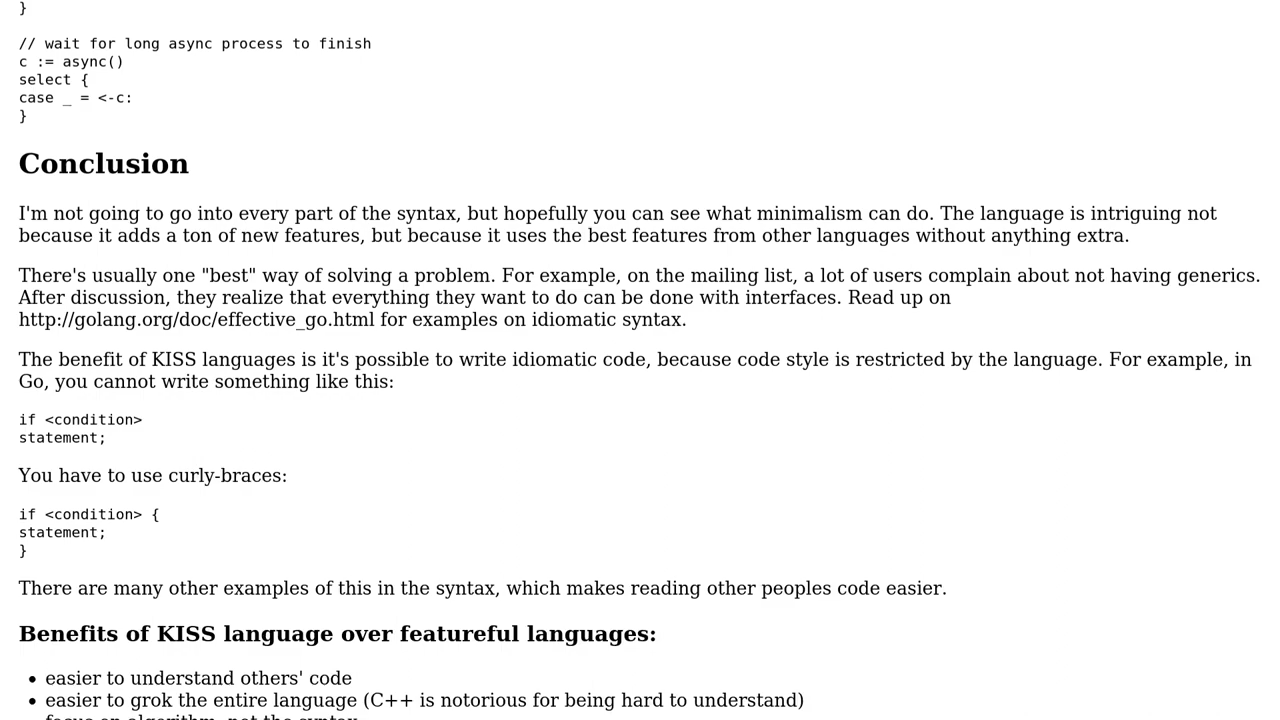 }
// wait for long async process to finish
c := async()
select {
case _ = <-c:
}
Conclusion
I'm not going to go into every part of the syntax, but hopefully you can see what minimalism can do. The language is intriguing not
because it adds a ton of new features, but because it uses the best features from other languages without anything extra.
There's usually one "best" way of solving a problem. For example, on the mailing list, a lot of users complain about not having generics.
After discussion, they realize that everything they want to do can be done with interfaces. Read up on
http://golang.org/doc/effective_go.html for examples on idiomatic syntax.
The benefit of KISS languages is it's possible to write idiomatic code, because code style is restricted by the language. For example, in
Go, you cannot write something like this:
if <condition>
statement;
You have to use curly-braces:
if <condition> {
statement;
}
There are many other examples of this in the syntax, which makes reading other peoples code easier.
Benefits of KISS language over featureful languages:
• easier to understand others' code
• easier to grok the entire language (C++ is notorious for being hard to understand)
• focus on algorithm, not the syntax